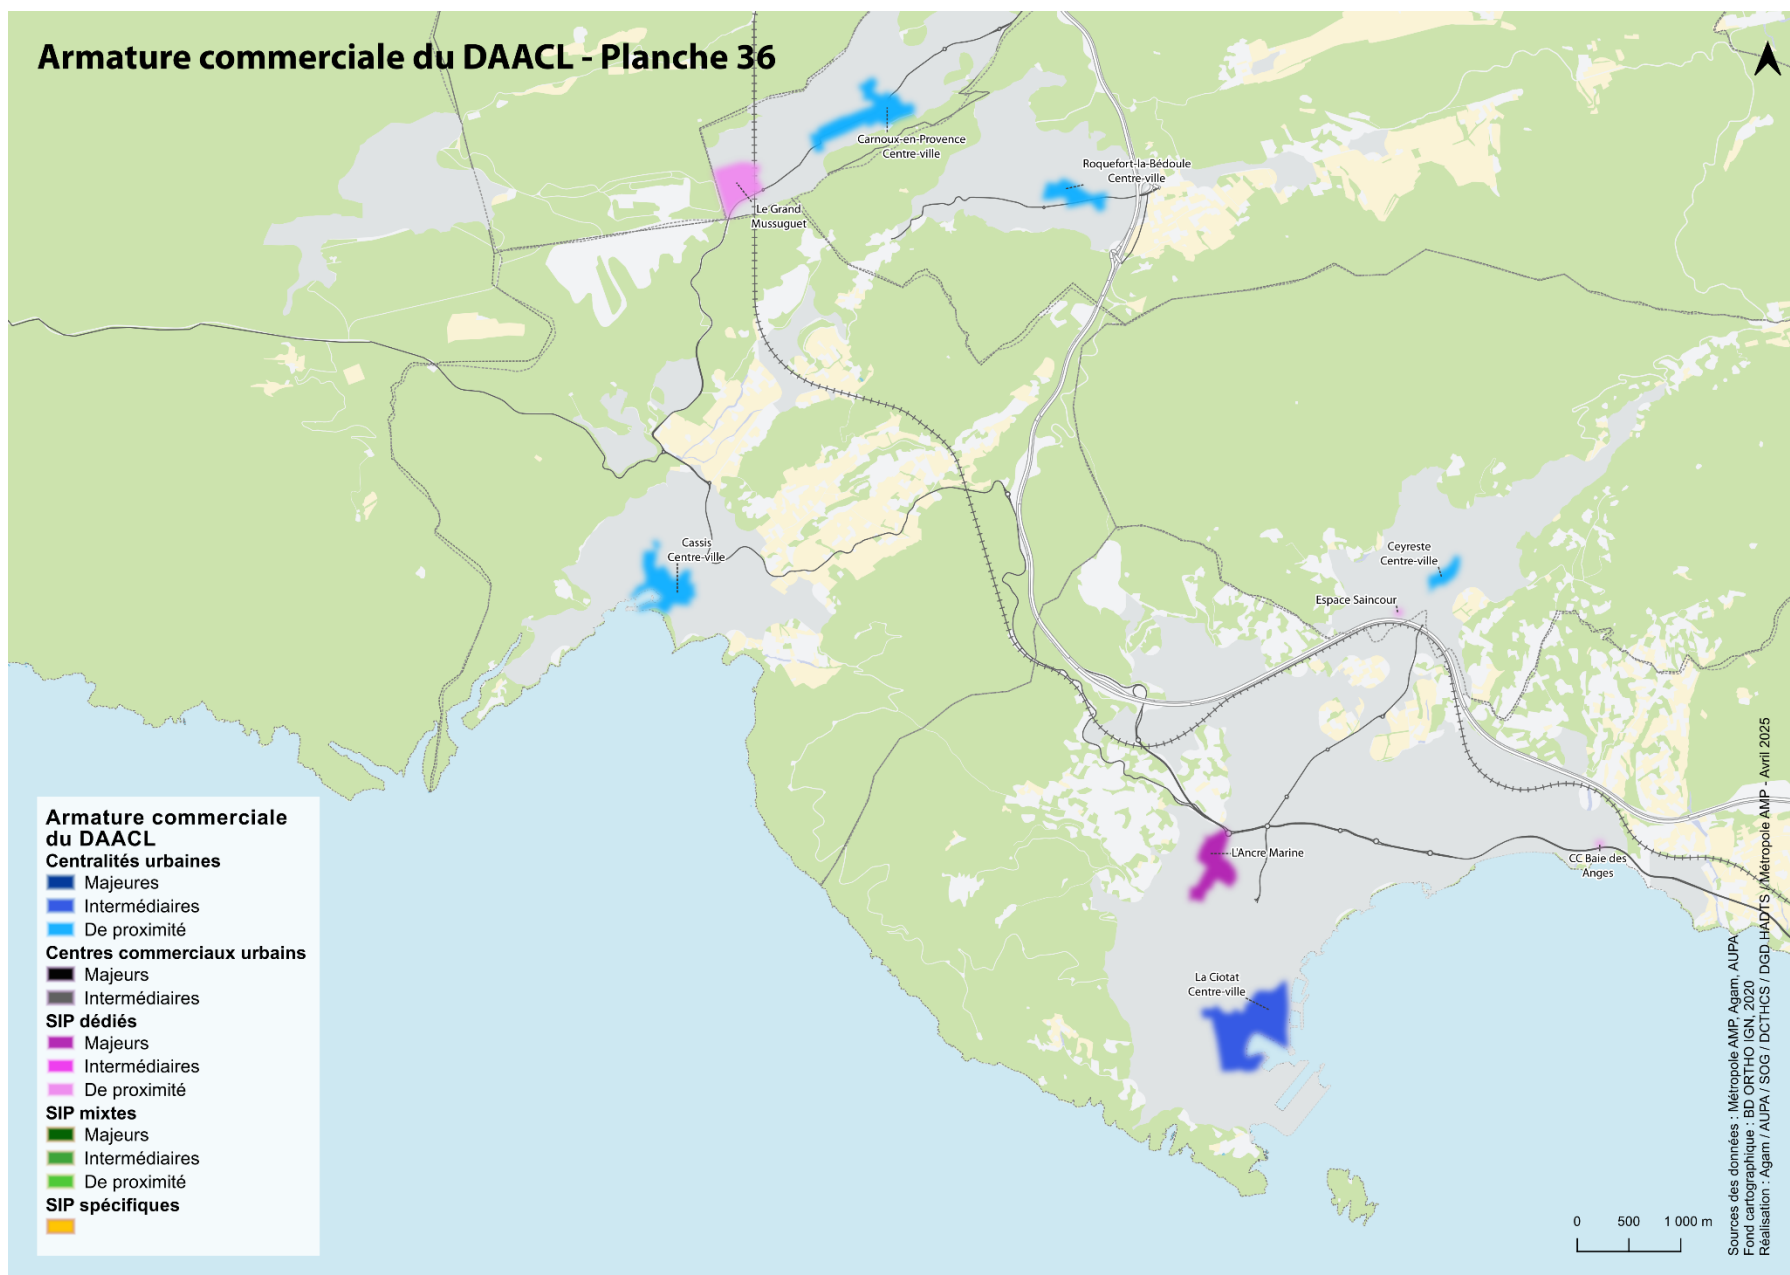 Armature commerciale du DAACL - Planche 36
Carnoux-en-Provence
Centre-ville
Roquefort-la-Bédoule
Centre-ville
Le Grand
Mussuguet
Cassis
Centre-ville
Ceyreste
Centre-ville
Espace Saincour
L'Ancre Marine
CC Baie des
Anges
La Ciotat
Centre-ville
Armature commerciale
du DAACL
Centralités urbaines
Majeures
Intermédiaires
De proximité
Centres commerciaux urbains
Majeurs
Intermédiaires
SIP dédiés
Majeurs
Intermédiaires
De proximité
SIP mixtes
Majeurs
Intermédiaires
De proximité
SIP spécifiques
0 500 1 000 m
Sources des données : Métropole AMP, Agam, AUPA
Fond cartographique : BD ORTHO IGN, 2020
Réalisation : Agam / AUPA / SOG / DCTHCS / DGD HADTS / Métropole AMP - Avril 2025